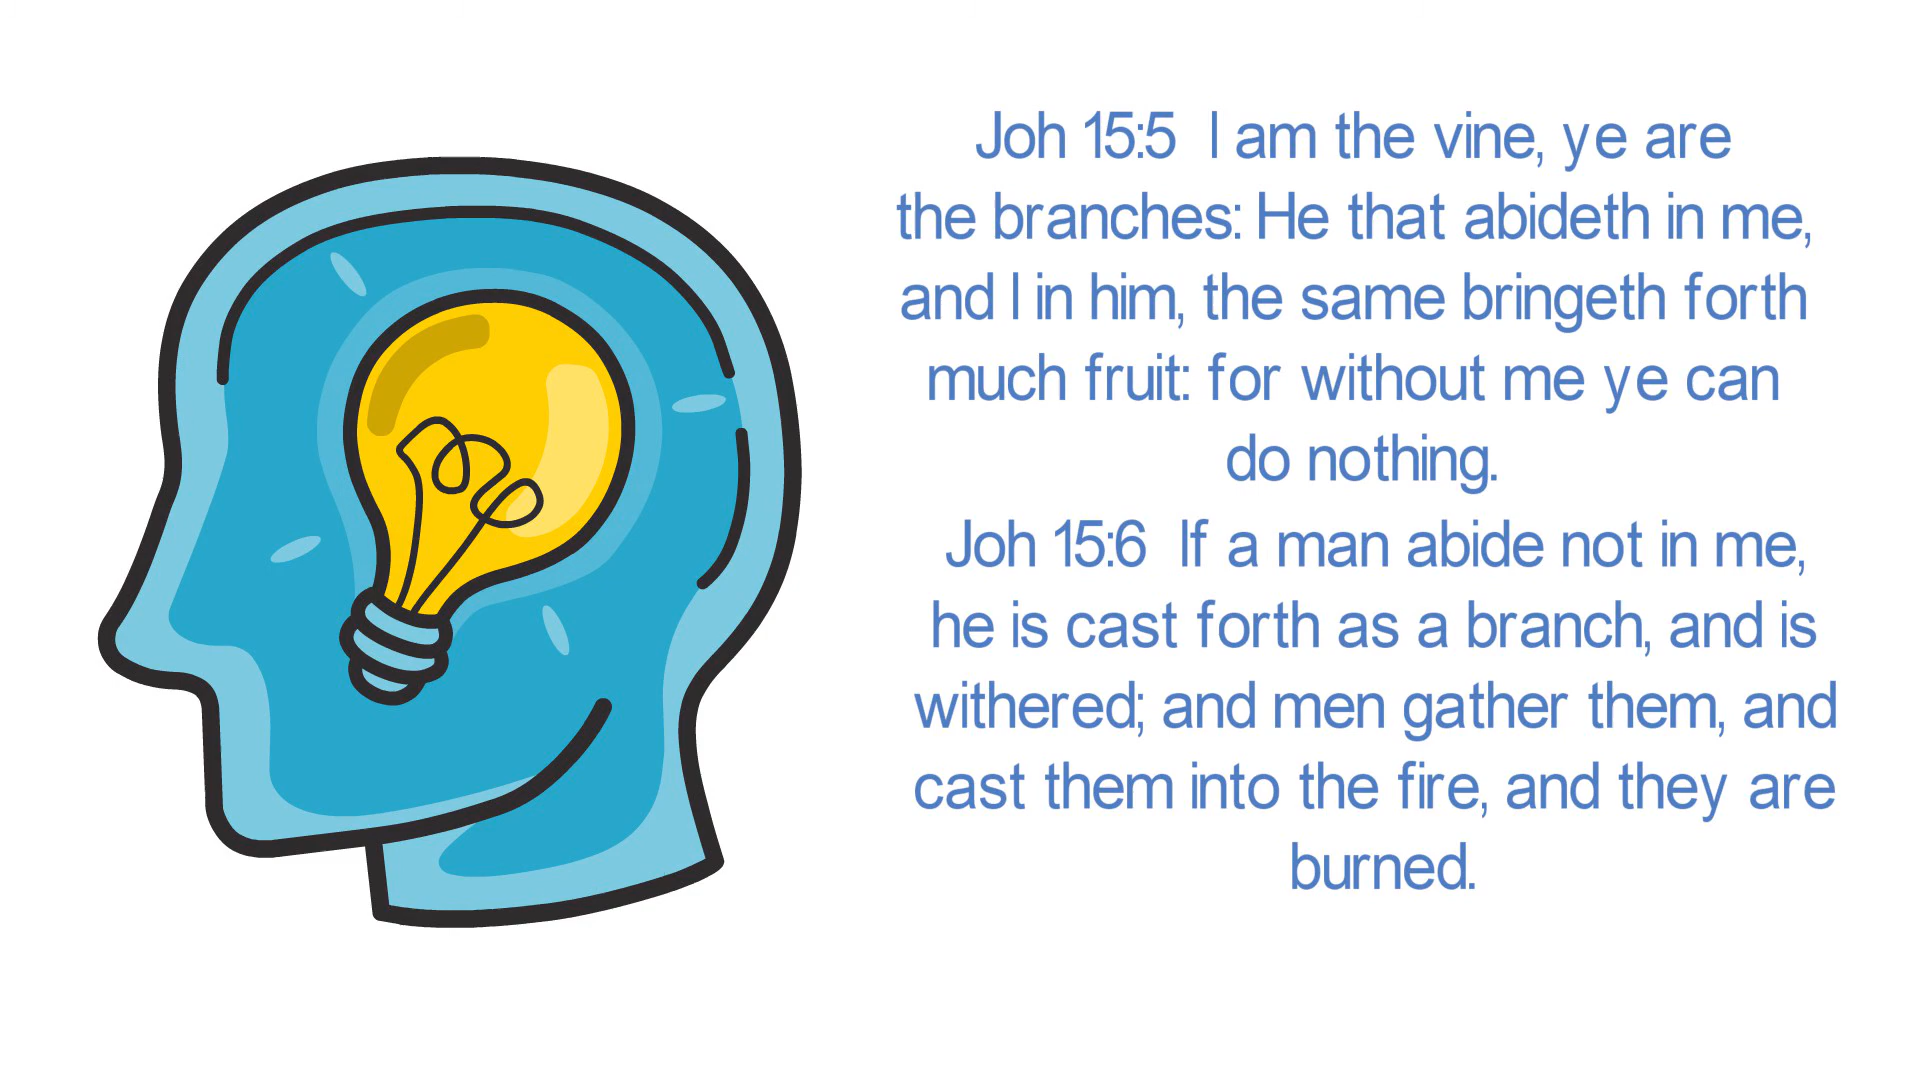 Joh 15:5  I am the vine, ye are
the branches: He that abideth in me,
and I in him, the same bringeth forth
much fruit: for without me ye can
do nothing.
Joh 15:6  If a man abide not in me,
he is cast forth as a branch, and is
withered; and men gather them, and
cast them into the fire, and they are
burned.